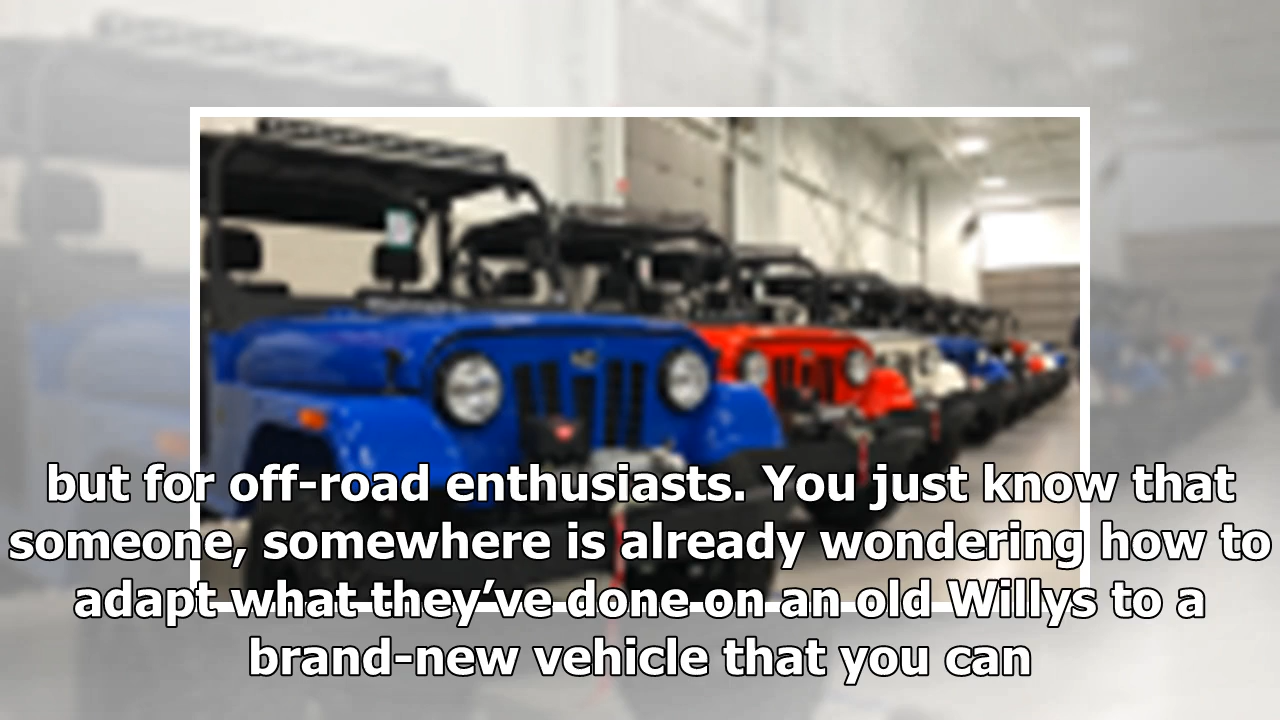 but for off-road enthusiasts. You just know that
someone, somewhere is already wondering how to
adapt what they’ve done on an old Willys to a
brand-new vehicle that you can